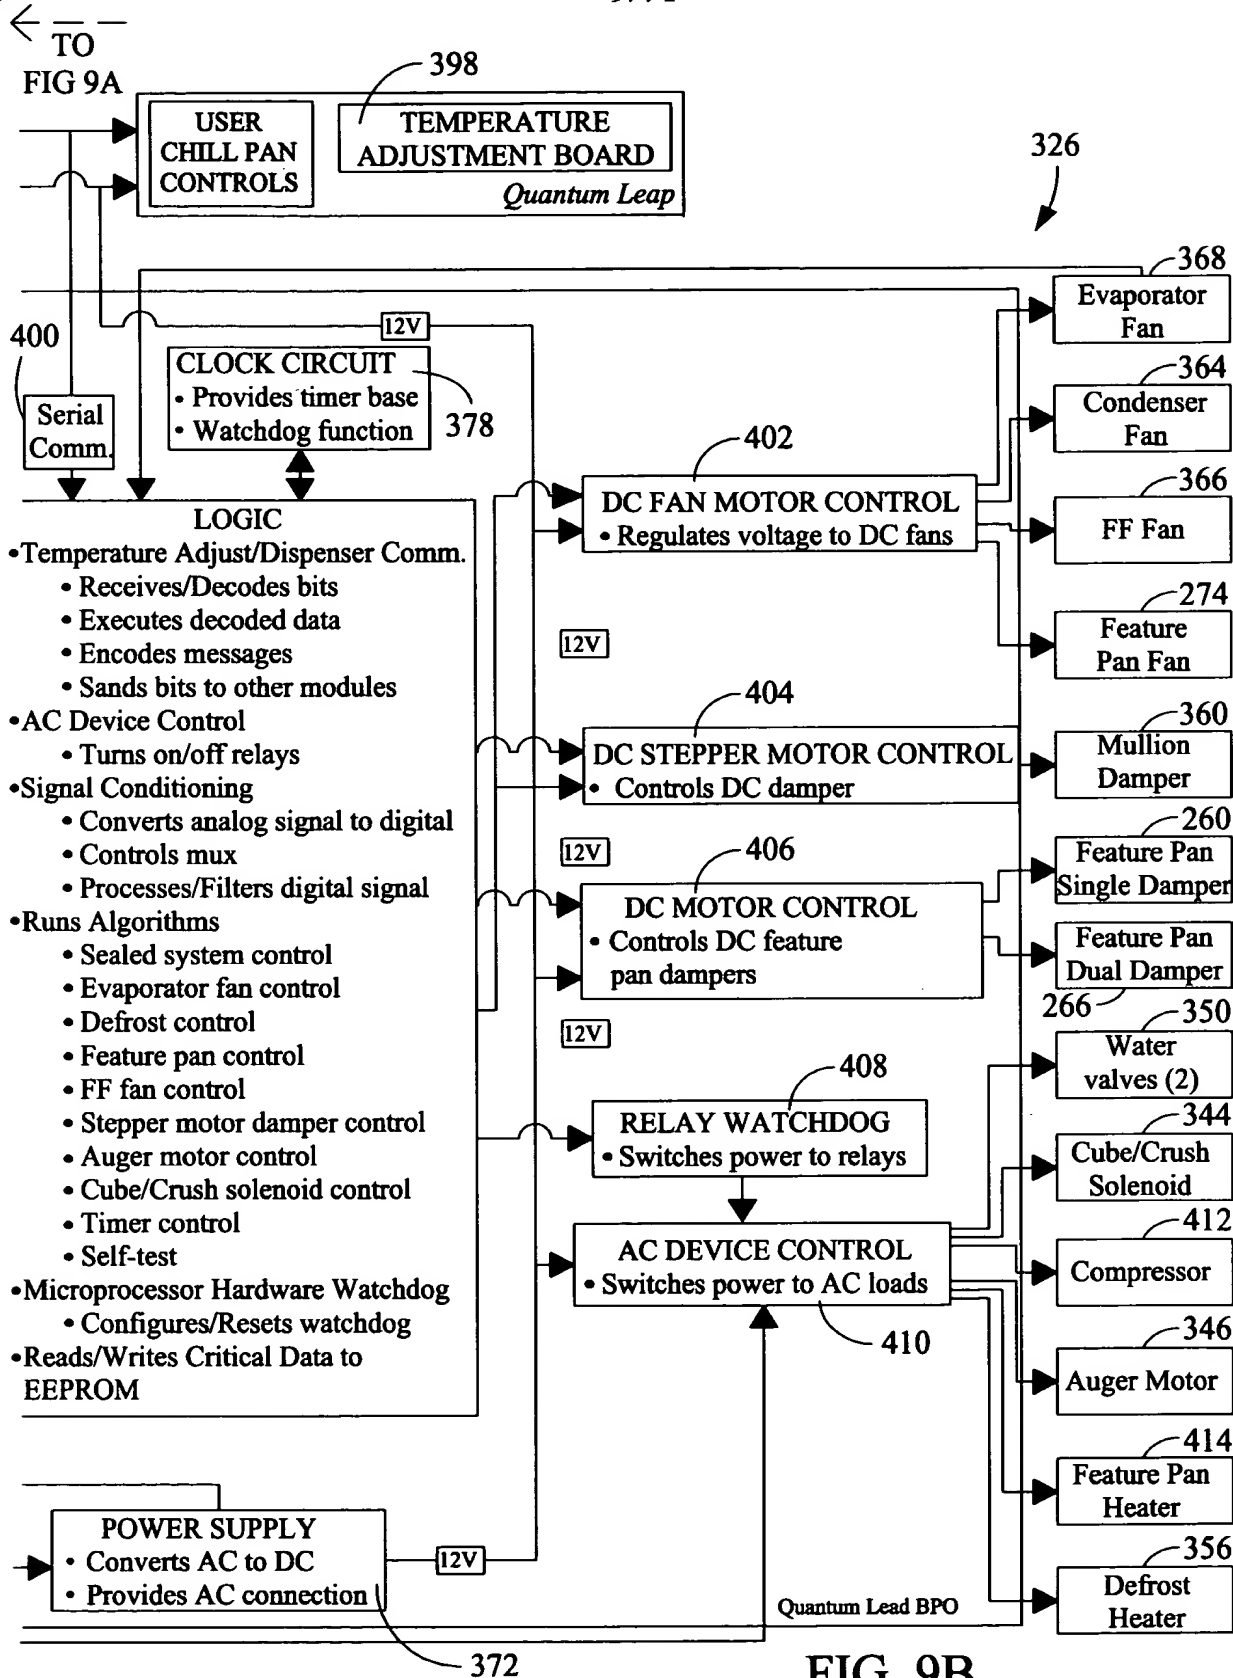 TO
FIG 9A
398
USER
CHILL PAN
CONTROLS
TEMPERATURE
ADJUSTMENT BOARD
Quantum Leap
326
368
Evaporator
Fan
400
12V
CLOCK CIRCUIT
• Provides timer base
• Watchdog function
378
Serial
Comm.
364
Condenser
Fan
402
DC FAN MOTOR CONTROL
• Regulates voltage to DC fans
366
FF Fan
274
Feature
Pan Fan
LOGIC
•Temperature Adjust/Dispenser Comm.
• Receives/Decodes bits
• Executes decoded data
• Encodes messages
• Sands bits to other modules
•AC Device Control
• Turns on/off relays
•Signal Conditioning
• Converts analog signal to digital
• Controls mux
• Processes/Filters digital signal
•Runs Algorithms
• Sealed system control
• Evaporator fan control
• Defrost control
• Feature pan control
• FF fan control
• Stepper motor damper control
• Auger motor control
• Cube/Crush solenoid control
• Timer control
• Self-test
•Microprocessor Hardware Watchdog
• Configures/Resets watchdog
•Reads/Writes Critical Data to
EEPROM
12V
404
DC STEPPER MOTOR CONTROL
• Controls DC damper
360
Mullion
Damper
12V
406
DC MOTOR CONTROL
• Controls DC feature
pan dampers
260
Feature Pan
Single Damper
Feature Pan
Dual Damper
266
12V
350
Water
valves (2)
408
RELAY WATCHDOG
• Switches power to relays
344
Cube/Crush
Solenoid
AC DEVICE CONTROL
• Switches power to AC loads
410
412
Compressor
346
Auger Motor
414
Feature Pan
Heater
356
Defrost
Heater
POWER SUPPLY
• Converts AC to DC
• Provides AC connection
12V
372
Quantum Lead BPO
FIG. 9B